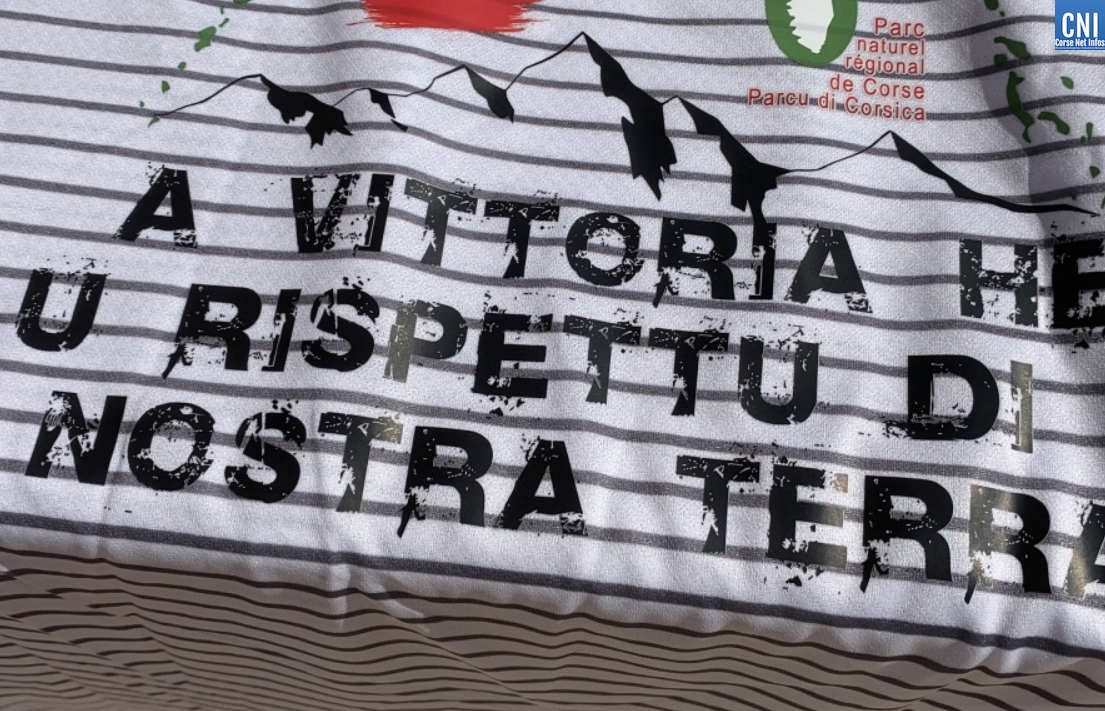 CNI
Corse Net Infos
Parc
naturel
régional
de Corse
Parcu di Corsica
A VITTORIA HE
U RISPETTU DI
NOSTRA TERRA